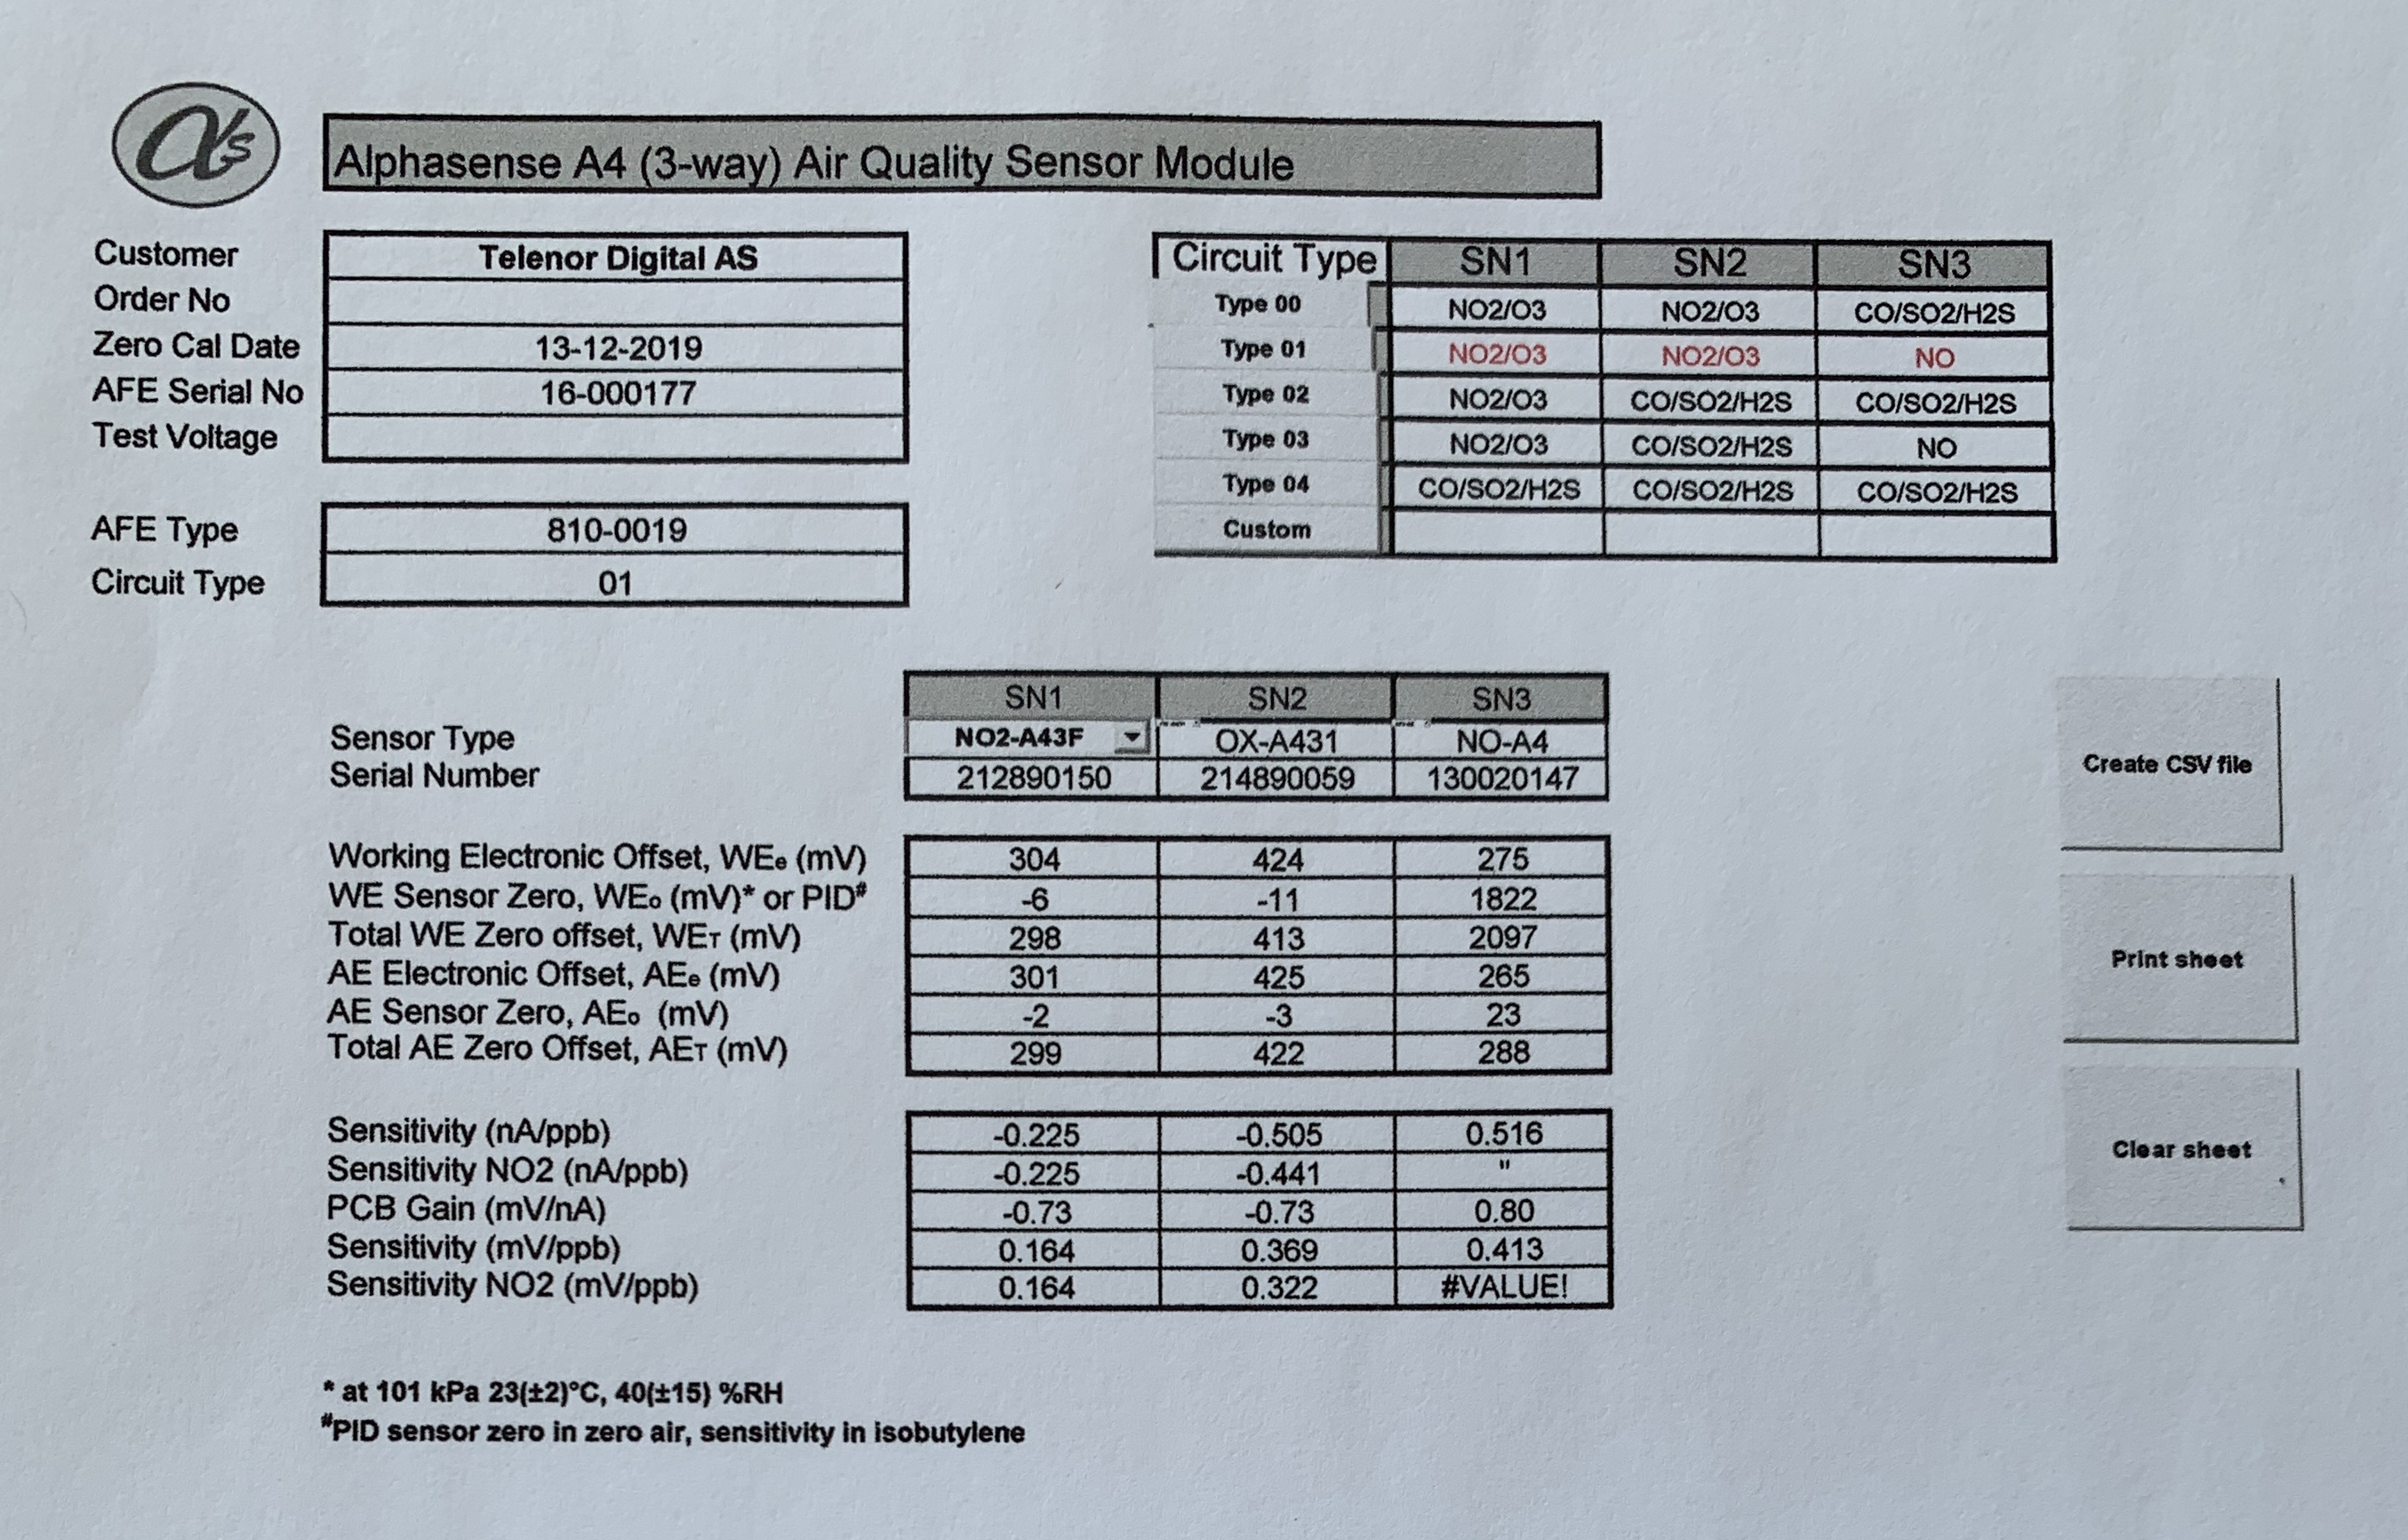 αs
Alphasense A4 (3-way) Air Quality Sensor Module
Customer Telenor Digital AS
Order No
Zero Cal Date 13-12-2019
AFE Serial No 16-000177
Test Voltage
AFE Type 810-0019
Circuit Type 01
Circuit Type SN1 SN2 SN3
Type 00 NO2/O3 NO2/O3 CO/SO2/H2S
Type 01 NO2/O3 NO2/O3 NO
Type 02 NO2/O3 CO/SO2/H2S CO/SO2/H2S
Type 03 NO2/O3 CO/SO2/H2S NO
Type 04 CO/SO2/H2S CO/SO2/H2S CO/SO2/H2S
Custom
SN1 SN2 SN3
Sensor Type NO2-A43F OX-A431 NO-A4
Serial Number 212890150 214890059 130020147
Working Electronic Offset, WEe (mV) 304 424 275
WE Sensor Zero, WEo (mV)* or PID# -6 -11 1822
Total WE Zero offset, WET (mV) 298 413 2097
AE Electronic Offset, AEe (mV) 301 425 265
AE Sensor Zero, AEo (mV) -2 -3 23
Total AE Zero Offset, AET (mV) 299 422 288
Sensitivity (nA/ppb) -0.225 -0.505 0.516
Sensitivity NO2 (nA/ppb) -0.225 -0.441 "
PCB Gain (mV/nA) -0.73 -0.73 0.80
Sensitivity (mV/ppb) 0.164 0.369 0.413
Sensitivity NO2 (mV/ppb) 0.164 0.322 #VALUE!
Create CSV file
Print sheet
Clear sheet
* at 101 kPa 23(±2)°C, 40(±15) %RH
#PID sensor zero in zero air, sensitivity in isobutylene